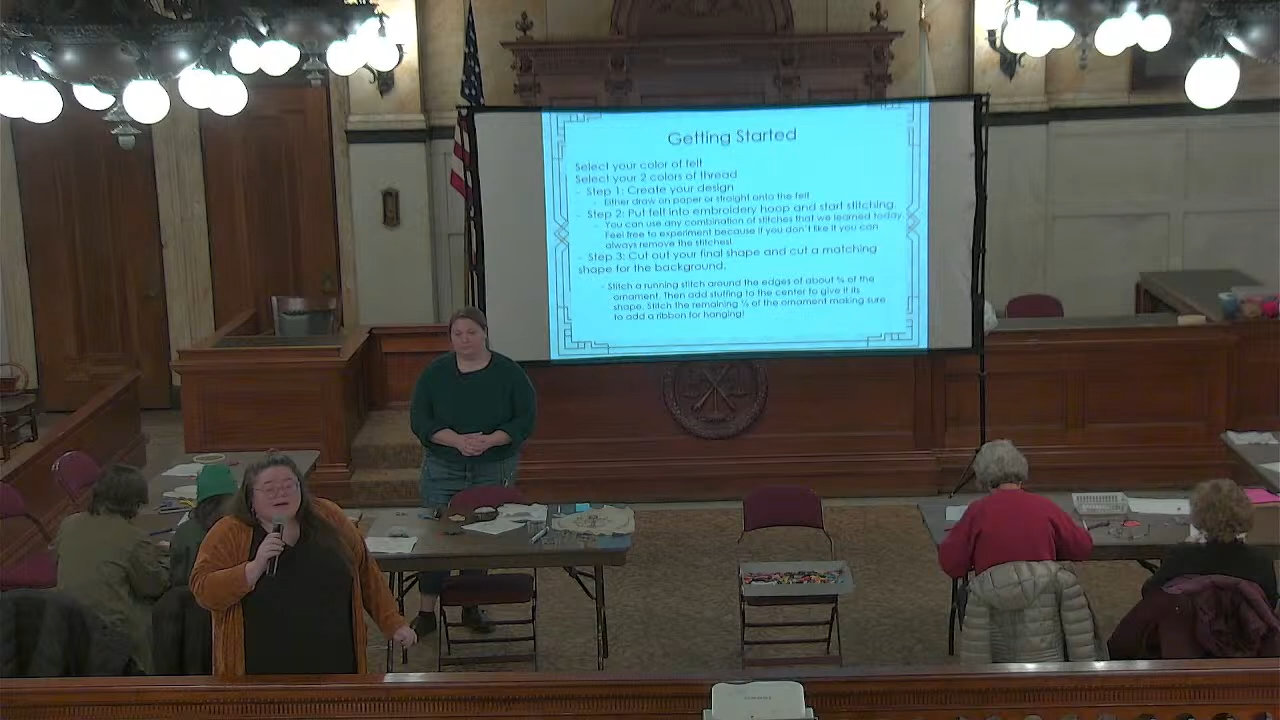 Getting Started
Select your color of felt
Select your 2 colors of thread
- Step 1: Create your design
- Either draw on paper or straight onto the felt
- Step 2: Put felt into embroidery hoop and start stitching.
- You can use any combination of stitches that we learned today
Feel free to experiment because if you don't like it you can
always remove the stitches!
- Step 3: Cut out your final shape and cut a matching
shape for the background.
- Stitch a running stitch around the edges of about ¾ of the
ornament. Then add stuffing to the center to give it its
shape. Stitch the remaining ¼ of the ornament making sure
to add a ribbon for hanging!